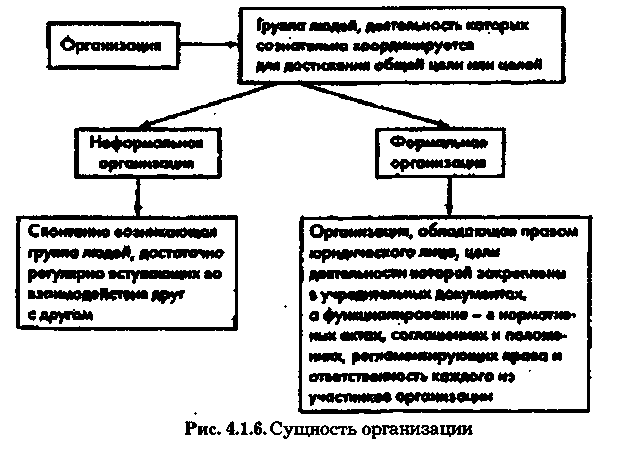 Организация
Группа людей, деятельность которых
сознательно координируется
для достижения общей цели или целей
Неформальная
организация
Формальная
организация
Спонтанно возникающая
группа людей, достаточно
регулярно вступающих во
взаимодействие друг
с другом
Организация, обладающая правом
юридического лица, цели
деятельности которой закреплены
в учредительных документах,
а функционирование – в норматив-
ных актах, соглашениях и положе-
ниях, регламентирующих права и
ответственность каждого из
участников организации
Рис. 4.1.6. Сущность организации